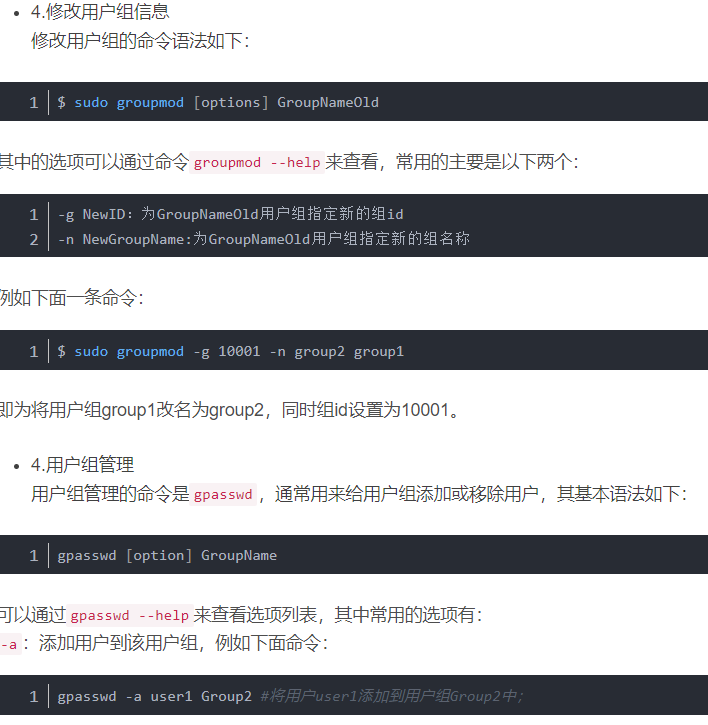 4.修改用户组信息
修改用户组的命令语法如下：
1 $ sudo groupmod [options] GroupNameOld
其中的选项可以通过命令 groupmod --help 来查看，常用的主要是以下两个：
1 -g NewID：为GroupNameOld用户组指定新的组id
2 -n NewGroupName:为GroupNameOld用户组指定新的组名称
例如下面一条命令：
1 $ sudo groupmod -g 10001 -n group2 group1
即为将用户组group1改名为group2，同时组id设置为10001。
4.用户组管理
用户组管理的命令是 gpasswd ，通常用来给用户组添加或移除用户，其基本语法如下：
1 gpasswd [option] GroupName
可以通过 gpasswd --help 来查看选项列表，其中常用的选项有：
-a ：添加用户到该用户组，例如下面命令：
1 gpasswd -a user1 Group2 #将用户user1添加到用户组Group2中;